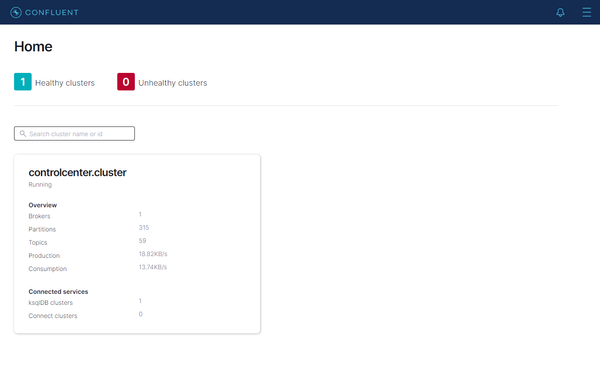 CONFLUENT
Home
1 Healthy clusters 0 Unhealthy clusters
Search cluster name or id
controlcenter.cluster
Running
Overview
Brokers 1
Partitions 315
Topics 59
Production 18.82KB/s
Consumption 13.74KB/s
Connected services
ksqlDB clusters 1
Connect clusters 0